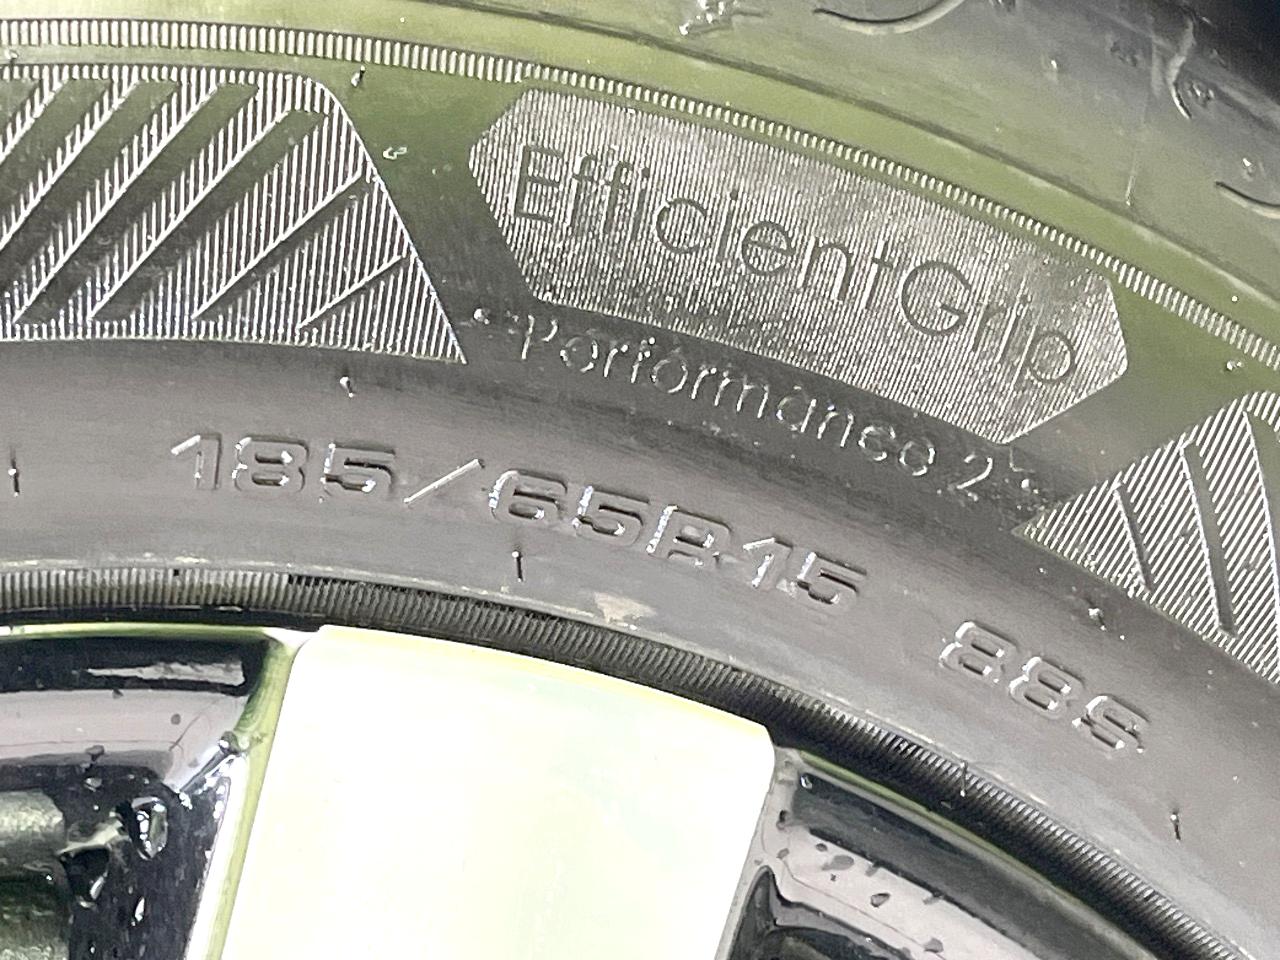 EfficientGrip
Performance 2
185/65R15 88S